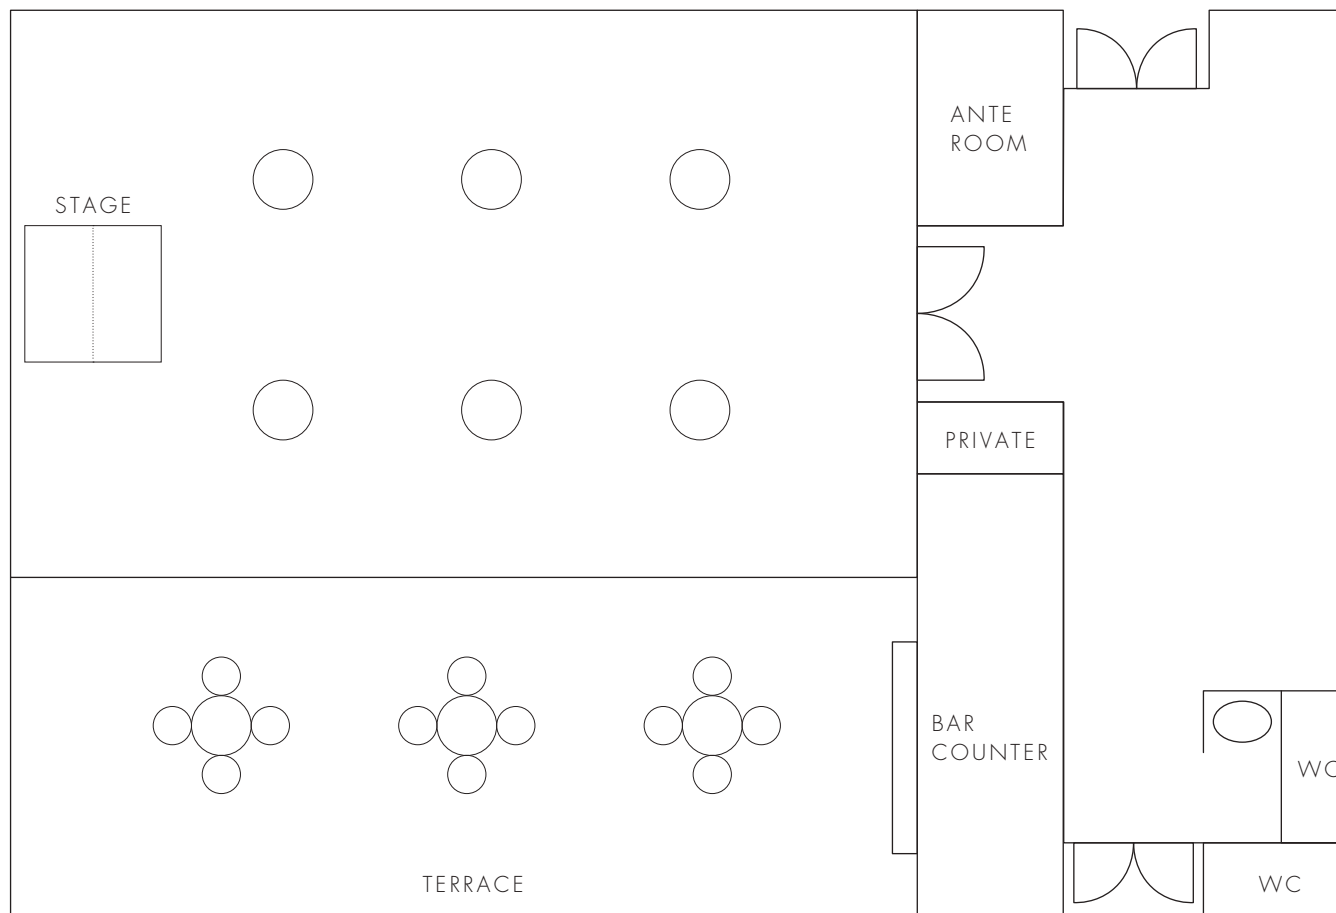 ANTE
ROOM
STAGE
PRIVATE
BAR
COUNTER
WC
TERRACE
WC